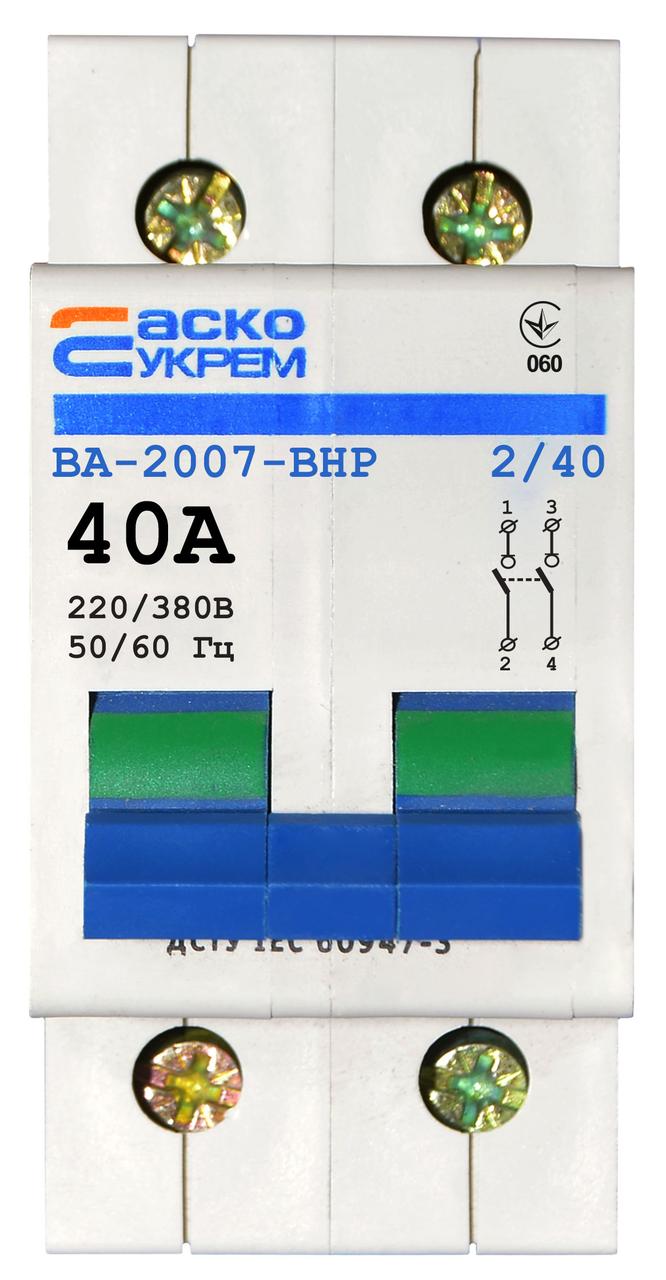 аско
УКРЕМ
060
ВА-2007-ВНР 2/40
40А
220/380В
50/60 Гц
1 3
2 4
ДСТУ IEC 60947-3